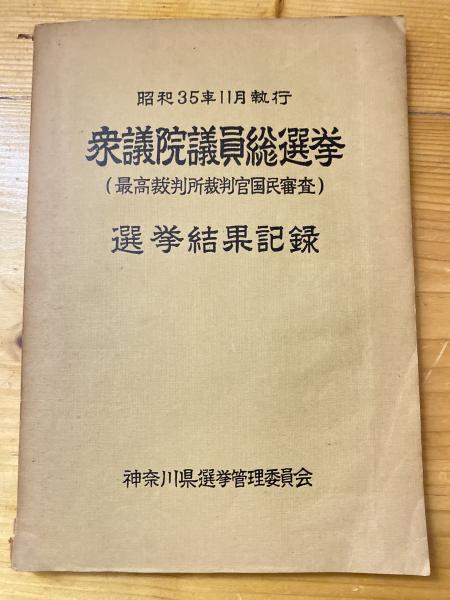 昭和35年11月執行
衆議院議員総選挙
(最高裁判所裁判官国民審査)
選挙結果記録
神奈川県選挙管理委員会